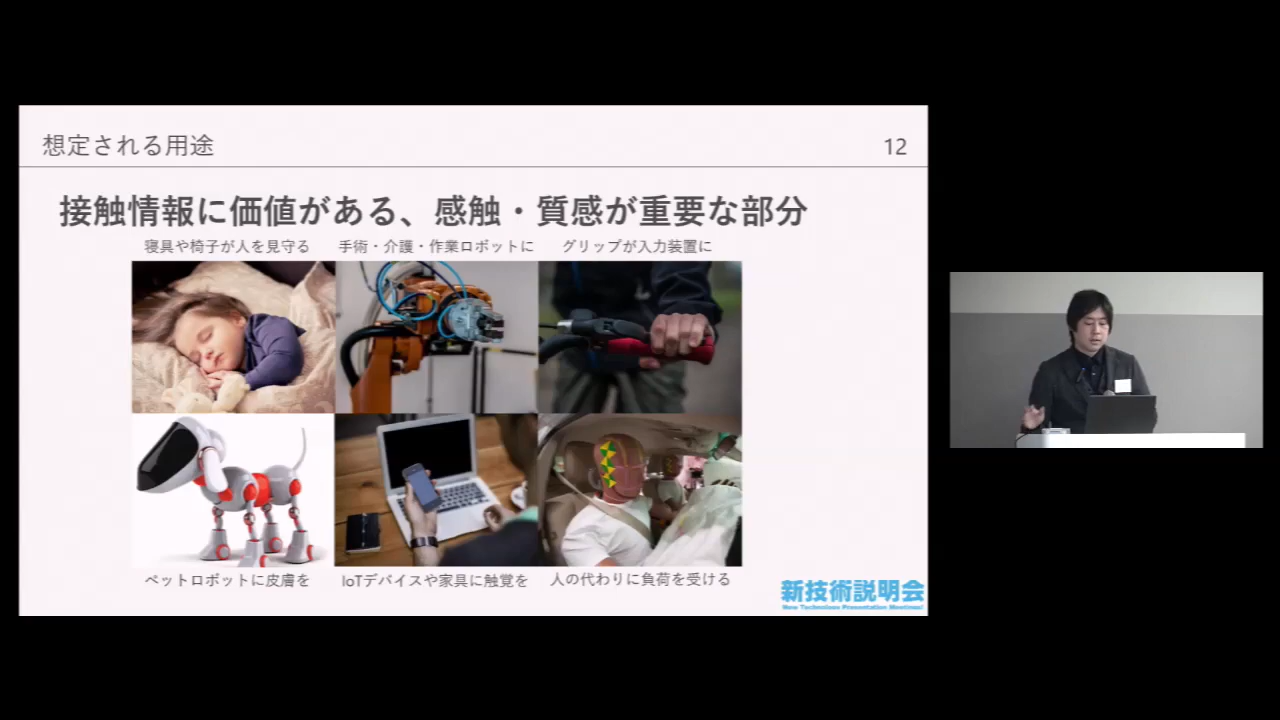 想定される用途
12
接触情報に価値がある、感触・質感が重要な部分
寝具や椅子が人を見守る
手術・介護・作業ロボットに
グリップが入力装置に
ペットロボットに皮膚を
IoTデバイスや家具に触覚を
人の代わりに負荷を受ける
新技術説明会
New Technology Presentation Meetings!